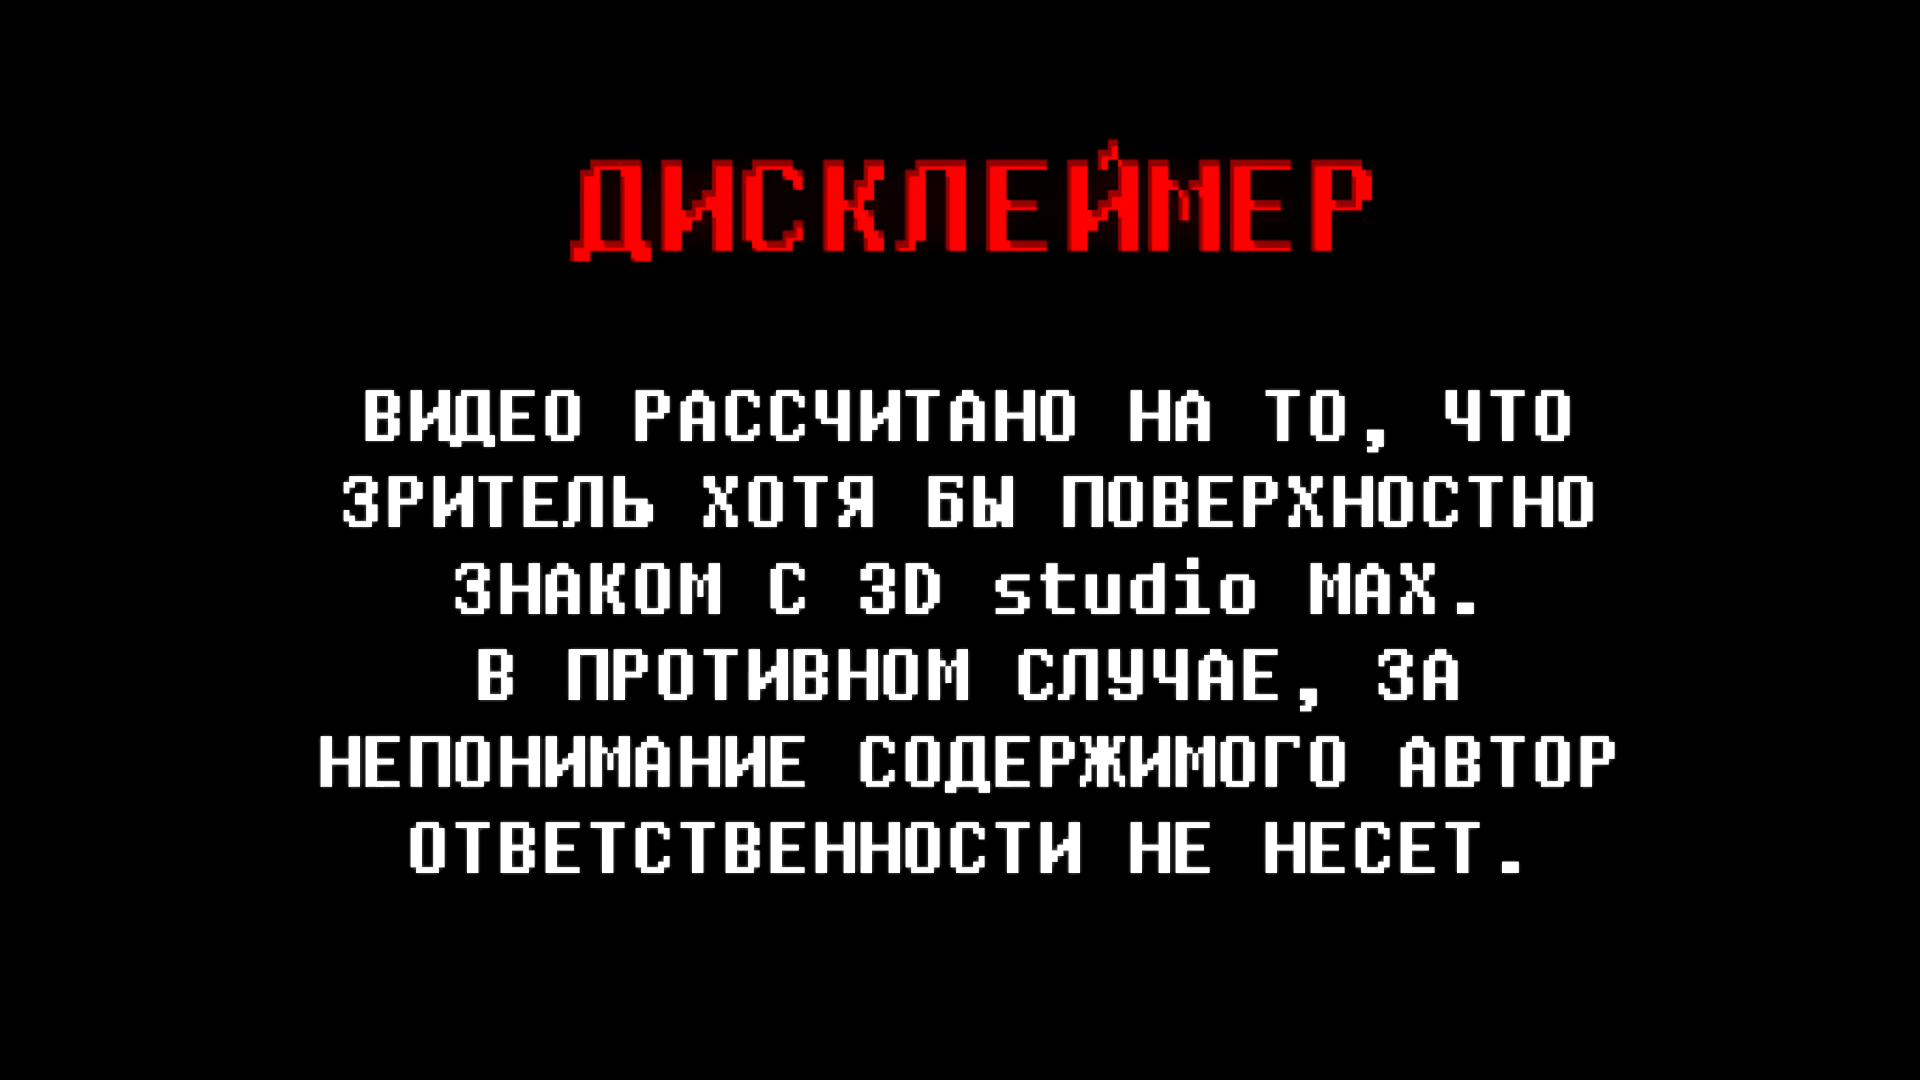 ДИСКЛЕЙМЕР
ВИДЕО РАССЧИТАНО НА ТО, ЧТО
ЗРИТЕЛЬ ХОТЯ БЫ ПОВЕРХНОСТНО
ЗНАКОМ С 3D studio MAX.
В ПРОТИВНОМ СЛУЧАЕ, ЗА
НЕПОНИМАНИЕ СОДЕРЖИМОГО АВТОР
ОТВЕТСТВЕННОСТИ НЕ НЕСЕТ.